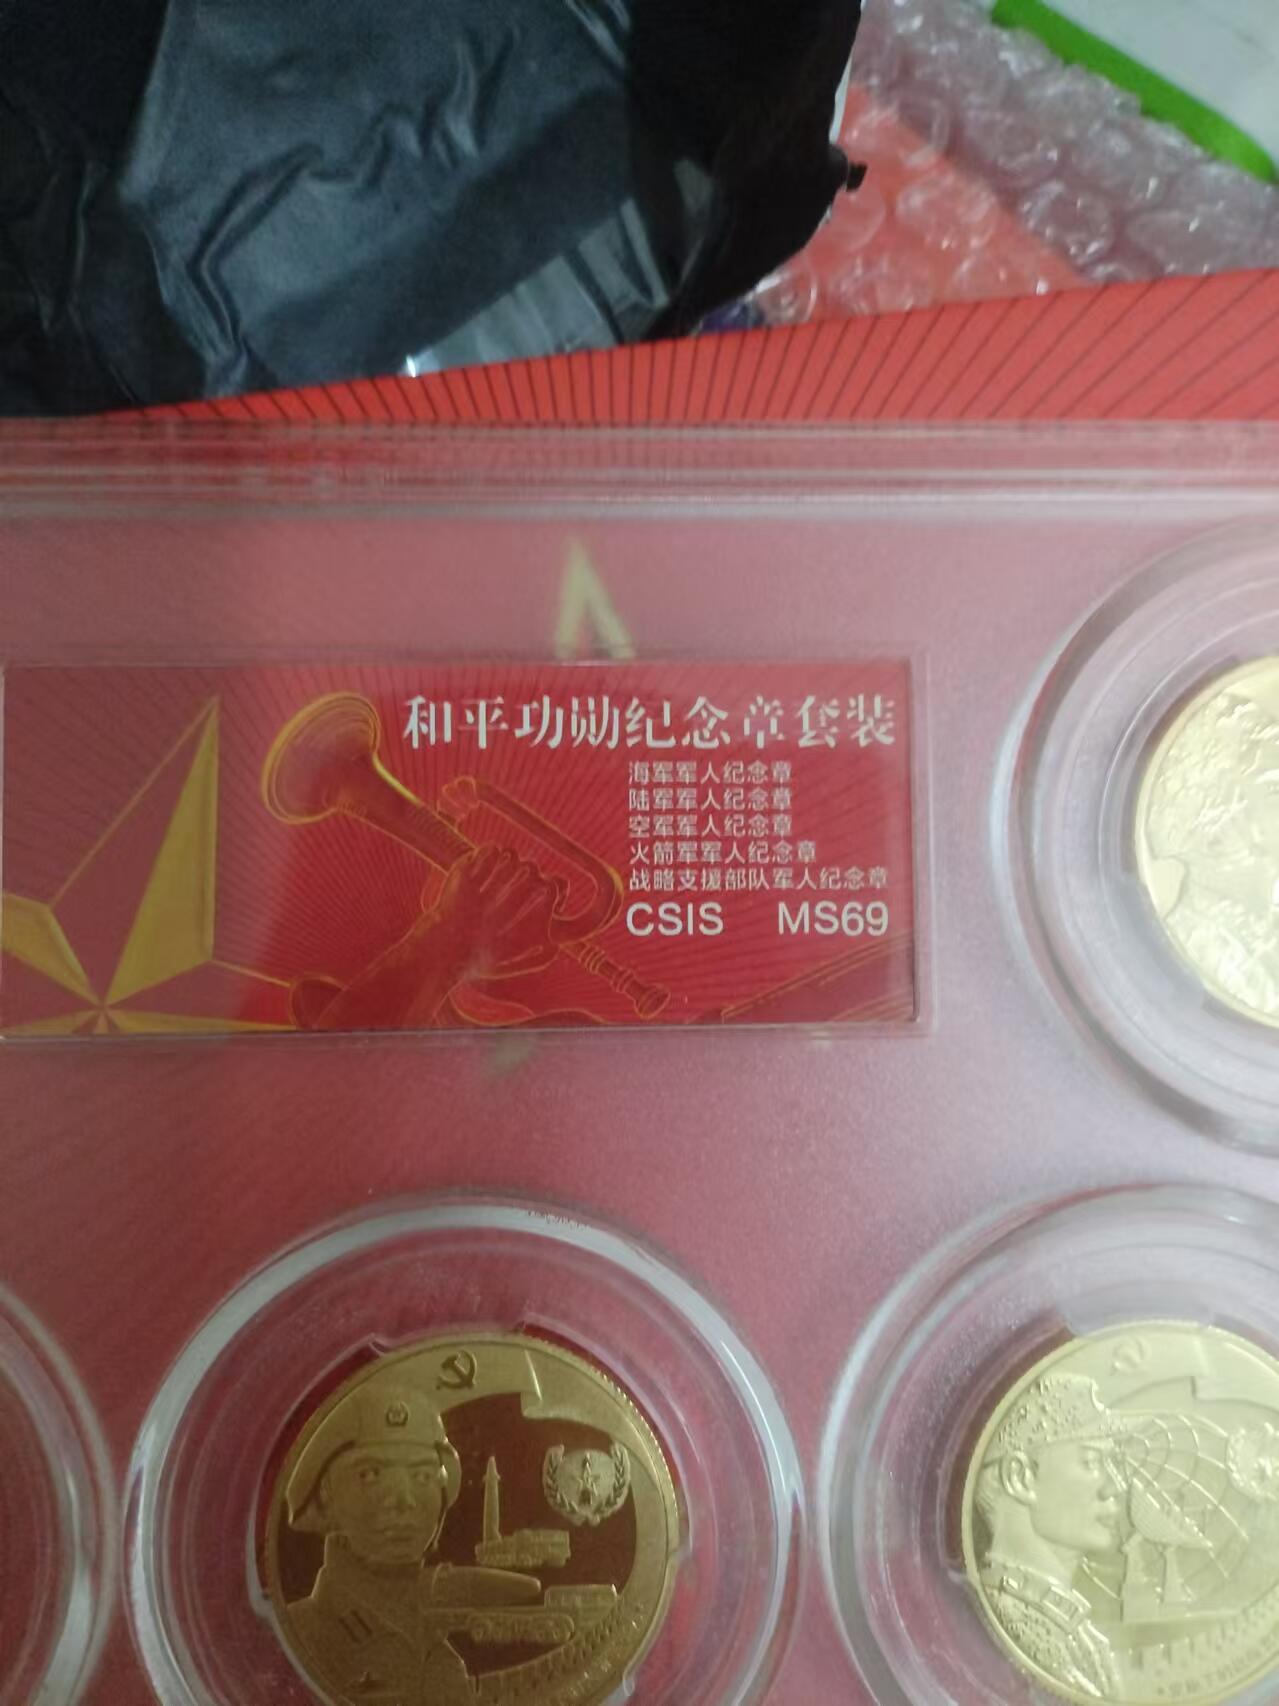 和平功勋纪念章套装
海军军人纪念章
陆军军人纪念章
空军军人纪念章
火箭军军人纪念章
战略支援部队军人纪念章
CSIS MS69